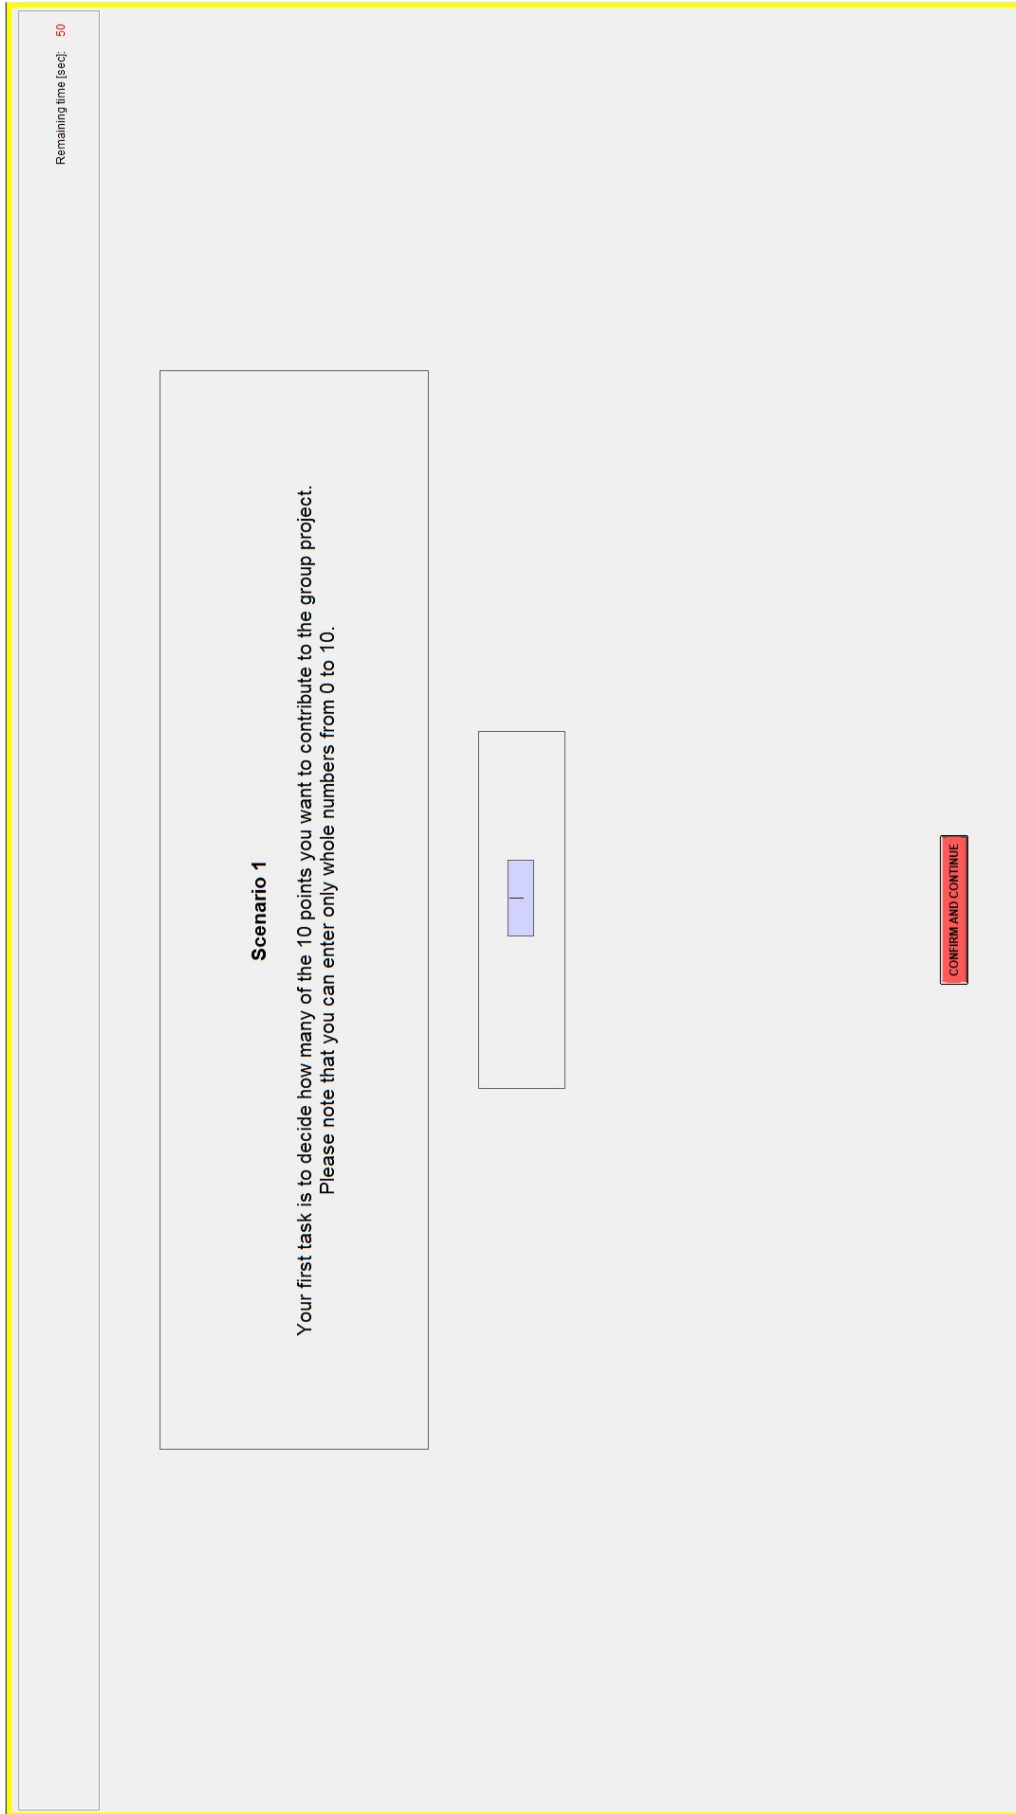 Remaining time [sec]: 50
Scenario 1
Your first task is to decide how many of the 10 points you want to contribute to the group project.
Please note that you can enter only whole numbers from 0 to 10.
CONFIRM AND CONTINUE